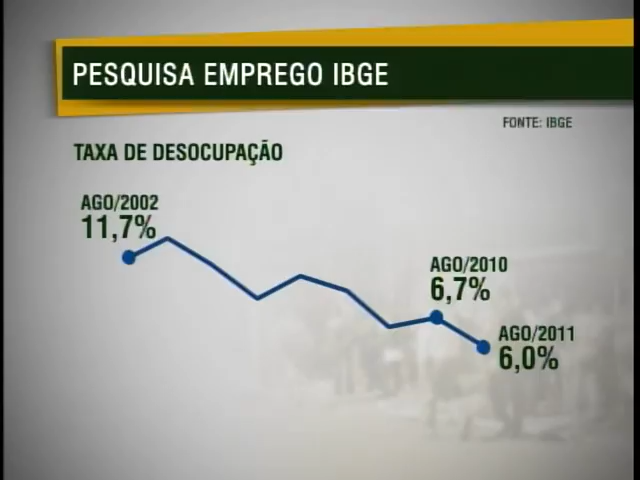 PESQUISA EMPREGO IBGE
FONTE: IBGE
TAXA DE DESOCUPAÇÃO
AGO/2002
11,7%
AGO/2010
6,7%
AGO/2011
6,0%